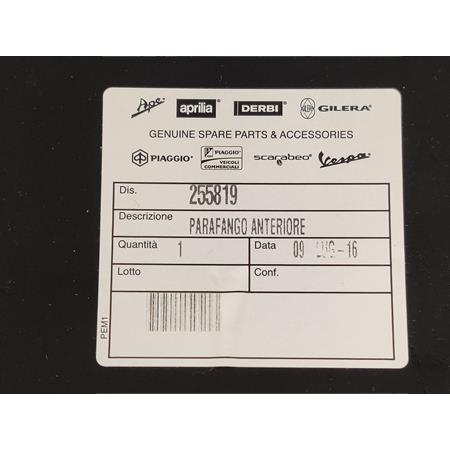 Ape aprilia DERBI GILERA
GENUINE SPARE PARTS & ACCESSORIES
PIAGGIO PIAGGIO VEICOLI COMMERCIALI scarabeo Vespa
Dis. 255819
Descrizione PARAFANGO ANTERIORE
Quantità 1 Data 09 LUG-16
Lotto Conf.
PEM1